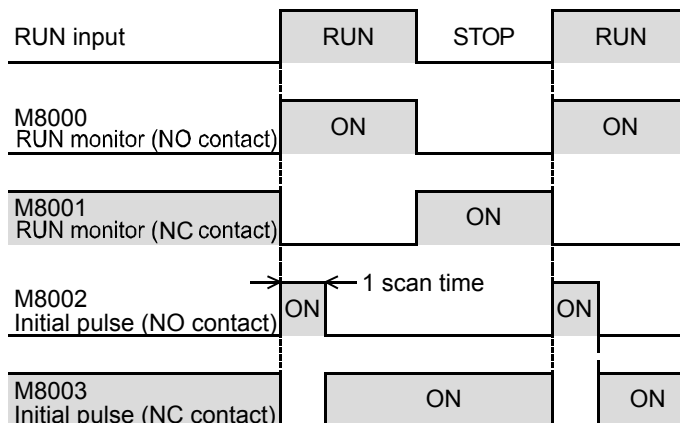 RUN input RUN STOP RUN
M8000
RUN monitor (NO contact) ON ON
M8001
RUN monitor (NC contact) ON
1 scan time
M8002
Initial pulse (NO contact) ON ON
M8003
Initial pulse (NC contact) ON ON